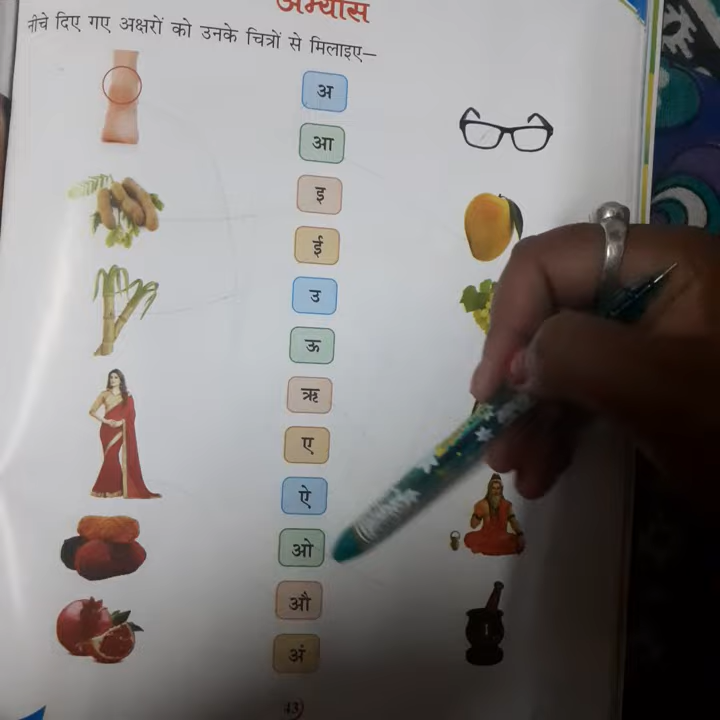 अभ्यास
नीचे दिए गए अक्षरों को उनके चित्रों से मिलाइए–
अ
आ
इ
ई
उ
ऊ
ऋ
ए
ऐ
ओ
औ
अं
43